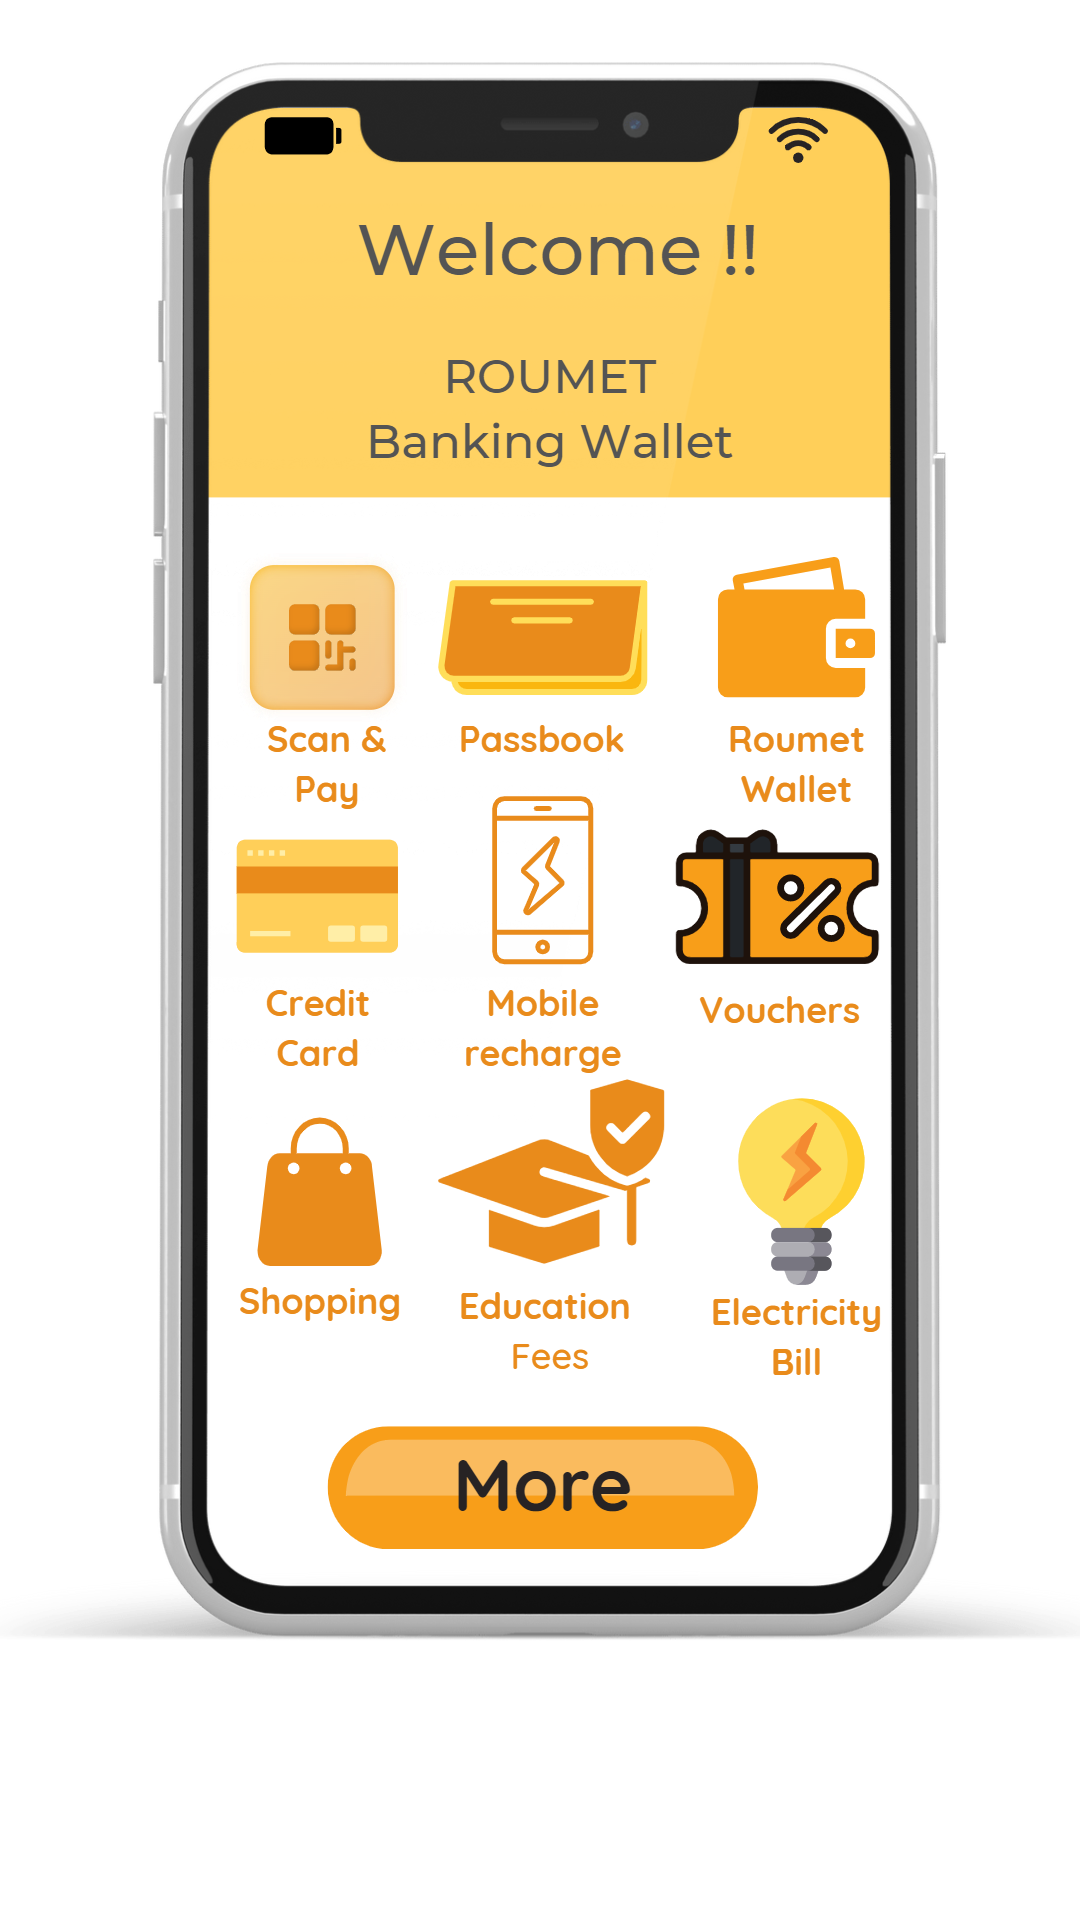 Welcome !!
ROUMET
Banking Wallet
Scan &
Pay
Passbook
Roumet
Wallet
Credit
Card
Mobile
recharge
Vouchers
Shopping
Education
Fees
Electricity
Bill
More